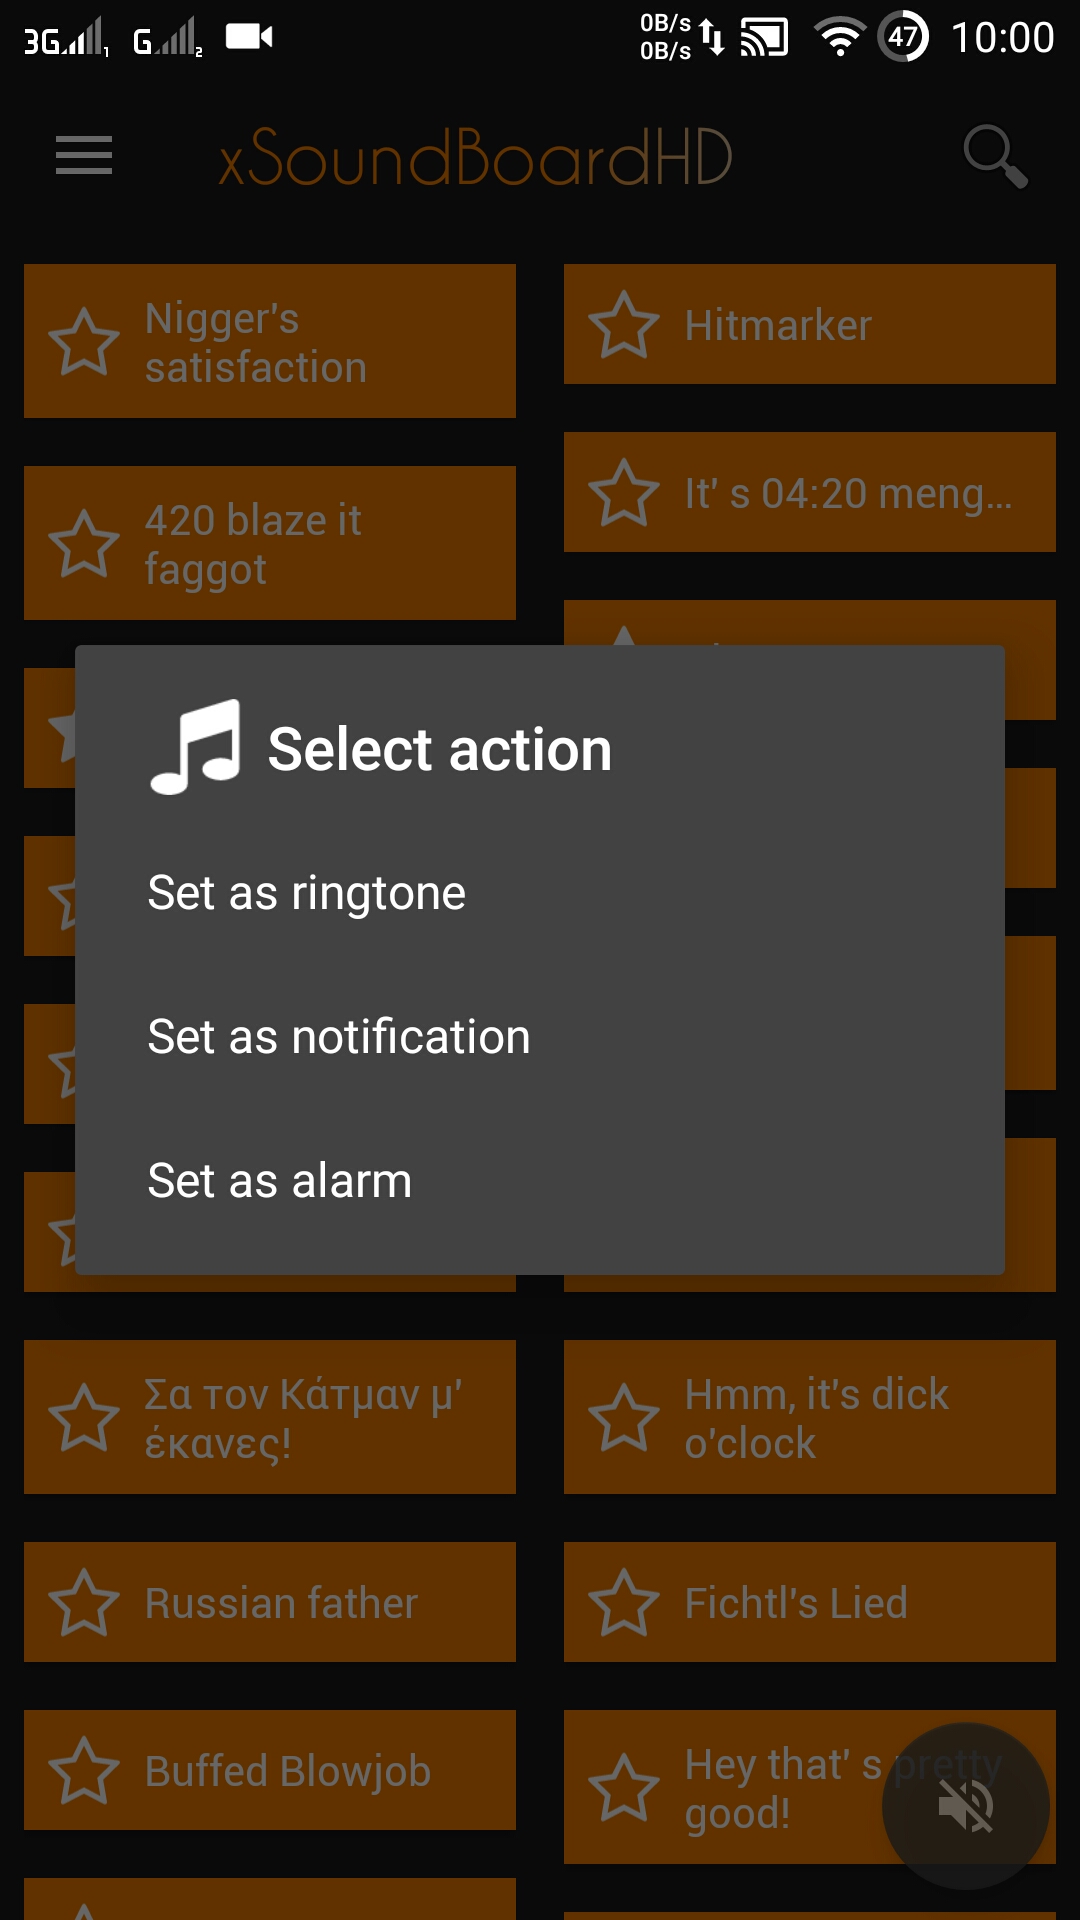 3G 1 G 2 0B/s 47 10:00
0B/s
xSoundBoardHD
Nigger's
satisfaction
Hitmarker
420 blaze it
faggot
It' s 04:20 meng...
Select action
Set as ringtone
Set as notification
Set as alarm
Σα τον Κάτμαν μ'
έκανες!
Hmm, it's dick
o'clock
Russian father
Fichtl's Lied
Buffed Blowjob
Hey that' s pretty
good!